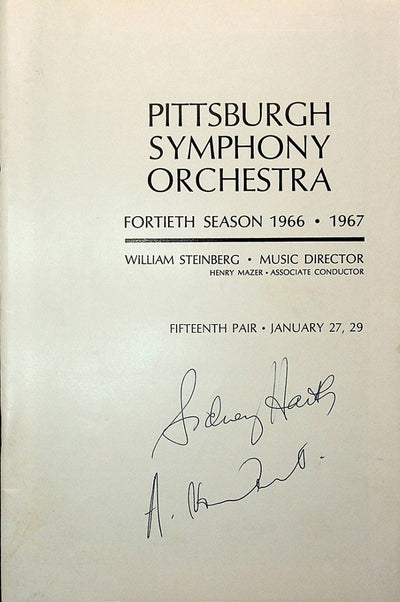 PITTSBURGH
SYMPHONY
ORCHESTRA
FORTIETH SEASON 1966 • 1967
WILLIAM STEINBERG • MUSIC DIRECTOR
HENRY MAZER • ASSOCIATE CONDUCTOR
FIFTEENTH PAIR • JANUARY 27, 29
Sidney Harth
A.